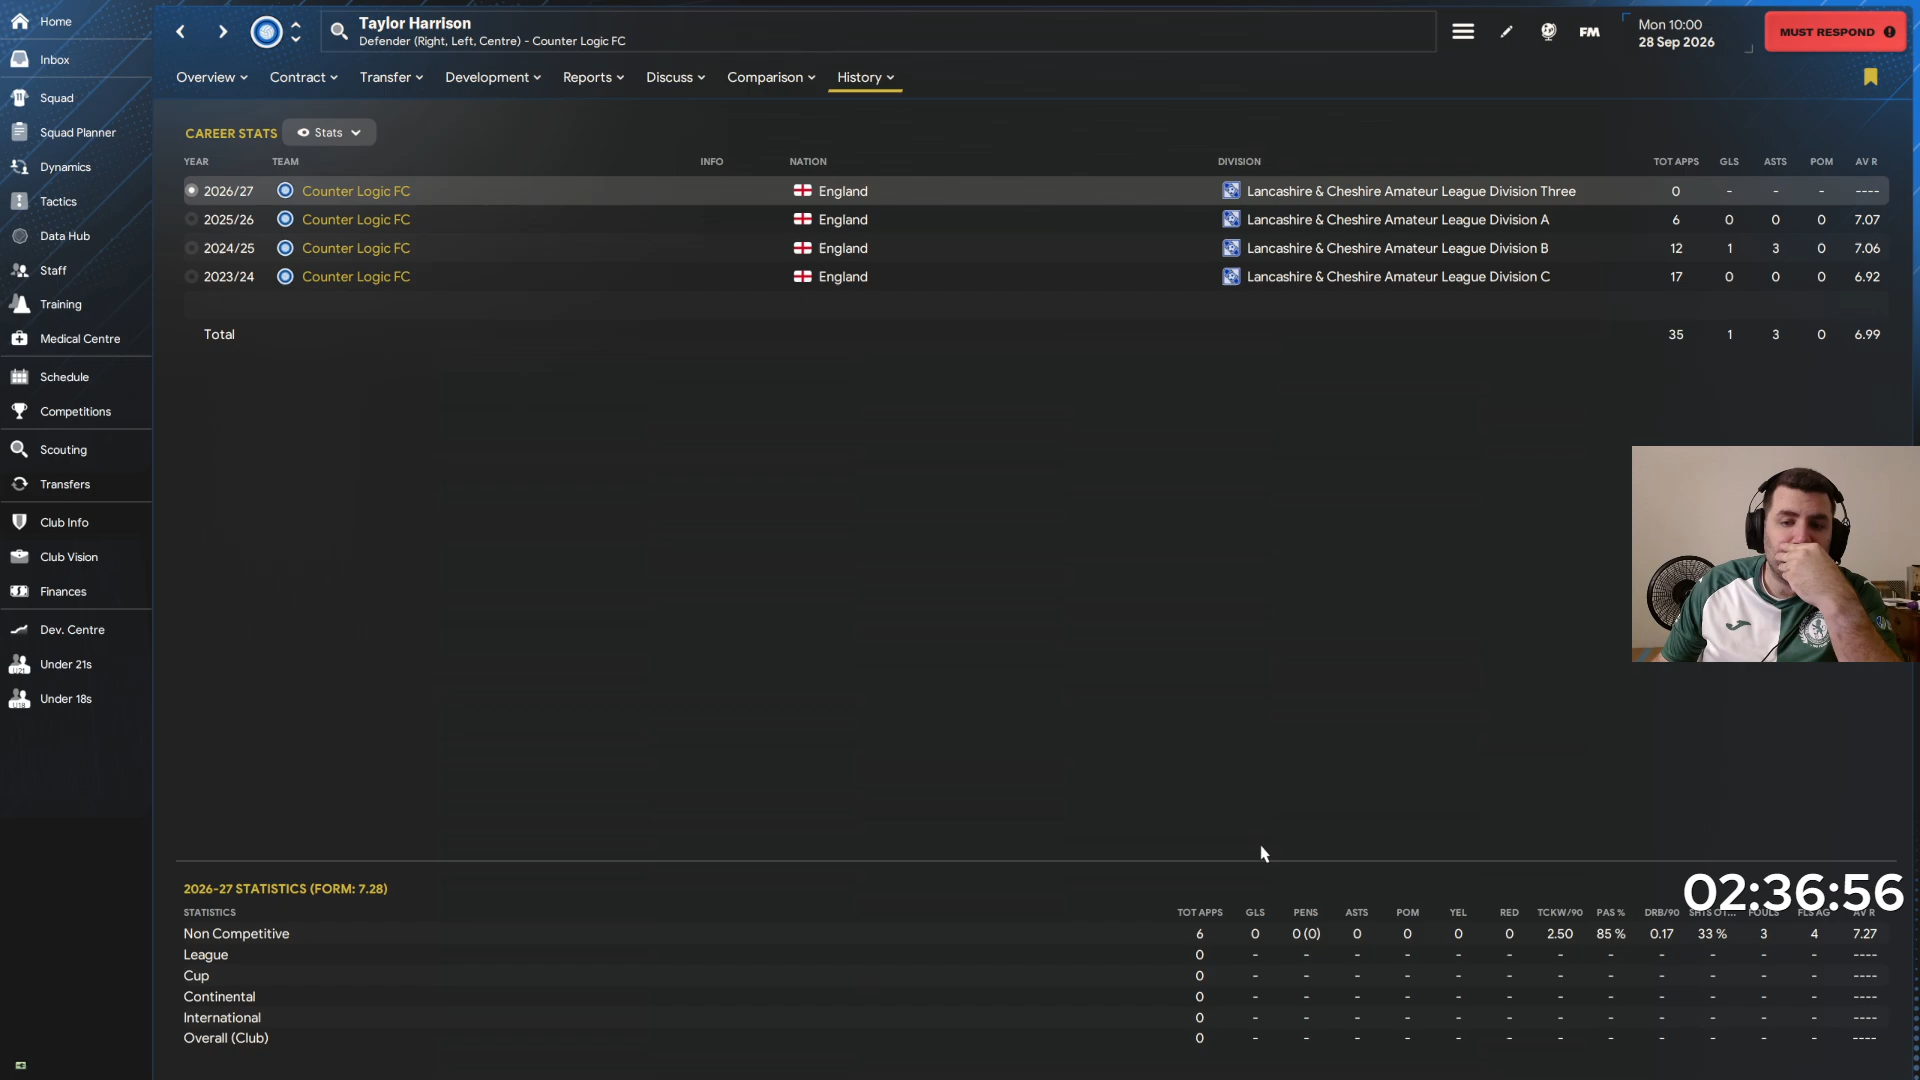 Home
Inbox
Squad
Squad Planner
Dynamics
Tactics
Data Hub
Staff
Training
Medical Centre
Schedule
Competitions
Scouting
Transfers
Club Info
Club Vision
Finances
Dev. Centre
Under 21s
Under 18s
Taylor Harrison
Defender (Right, Left, Centre) - Counter Logic FC
FM
Mon 10:00
28 Sep 2026
MUST RESPOND
Overview Contract Transfer Development Reports Discuss Comparison History
CAREER STATS Stats
YEAR TEAM INFO NATION DIVISION TOT APPS GLS ASTS POM AV R
2026/27 Counter Logic FC England Lancashire & Cheshire Amateur League Division Three 0 - - - ----
2025/26 Counter Logic FC England Lancashire & Cheshire Amateur League Division A 6 0 0 0 7.07
2024/25 Counter Logic FC England Lancashire & Cheshire Amateur League Division B 12 1 3 0 7.06
2023/24 Counter Logic FC England Lancashire & Cheshire Amateur League Division C 17 0 0 0 6.92
Total 35 1 3 0 6.99
2026-27 STATISTICS (FORM: 7.28)
02:36:56
STATISTICS TOT APPS GLS PENS ASTS POM YEL RED TCKW/90 PAS % DRB/90 SHTS OT... FOULS FLS AG AV R
Non Competitive 6 0 0 (0) 0 0 0 0 2.50 85 % 0.17 33 % 3 4 7.27
League 0 - - - - - - - - - - - - ----
Cup 0 - - - - - - - - - - - - ----
Continental 0 - - - - - - - - - - - - ----
International 0 - - - - - - - - - - - - ----
Overall (Club) 0 - - - - - - - - - - - - ----